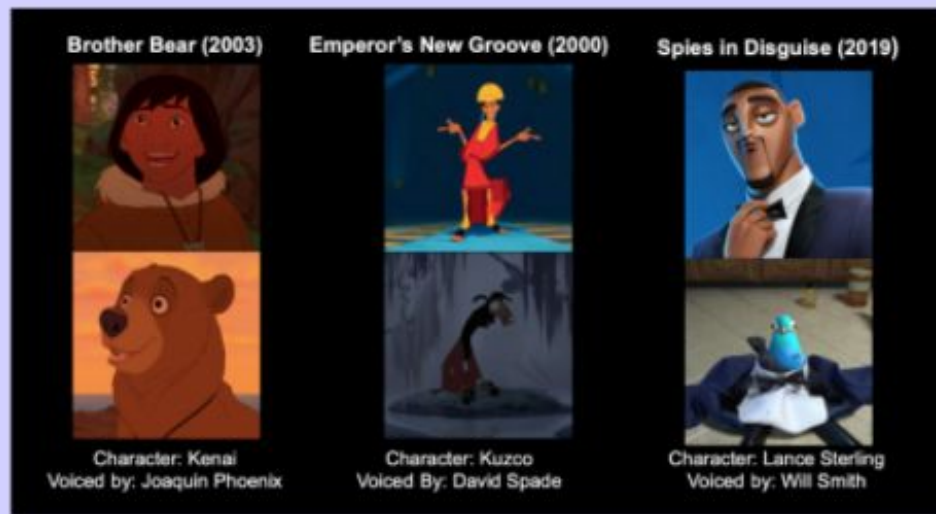 Brother Bear (2003)
Emperor's New Groove (2000)
Spies in Disguise (2019)
Character: Kenai
Voiced by: Joaquin Phoenix
Character: Kuzco
Voiced By: David Spade
Character: Lance Sterling
Voiced by: Will Smith